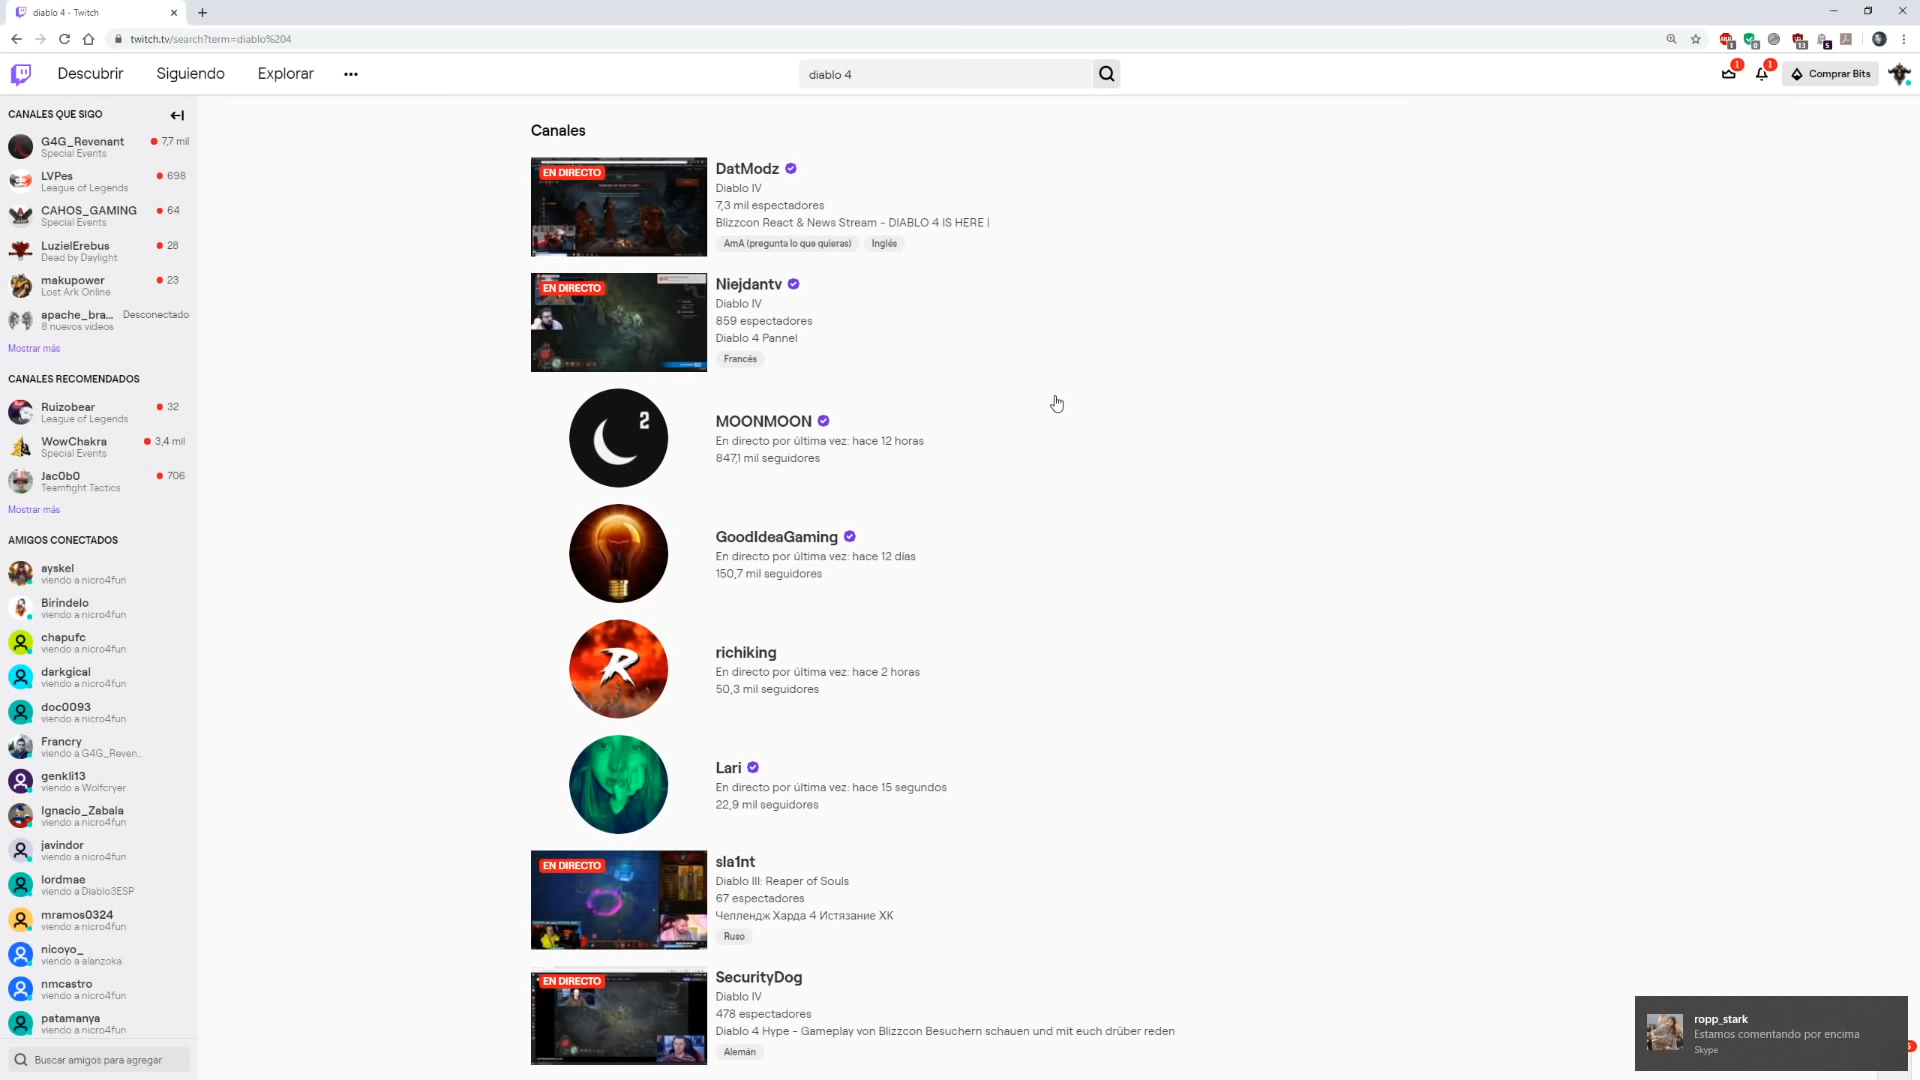 diablo 4 - Twitch
twitch.tv/search?term=diablo%204
Descubrir
Siguiendo
Explorar
diablo 4
1
1
Comprar Bits
CANALES QUE SIGO
G4G_Revenant
7,7 mil
Special Events
LVPes
698
League of Legends
CAHOS_GAMING
64
Special Events
LuzielErebus
28
Dead by Daylight
makupower
23
Lost Ark Online
apache_bra...
Desconectado
8 nuevos vídeos
Mostrar más
CANALES RECOMENDADOS
Ruizobear
32
League of Legends
WowChakra
3,4 mil
Special Events
Jac0b0
706
Teamfight Tactics
Mostrar más
AMIGOS CONECTADOS
ayskel
viendo a nicro4fun
Birindelo
viendo a nicro4fun
chapufc
viendo a nicro4fun
darkgical
viendo a nicro4fun
doc0093
viendo a nicro4fun
Francry
viendo a G4G_Reven...
genkli13
viendo a Wolfcryer
Ignacio_Zabala
viendo a nicro4fun
javindor
viendo a nicro4fun
lordmae
viendo a Diablo3ESP
mramos0324
viendo a nicro4fun
nicoyo_
viendo a alanzoka
nmcastro
viendo a nicro4fun
patamanya
viendo a nicro4fun
Buscar amigos para agregar
Canales
EN DIRECTO
DatModz
Diablo IV
7,3 mil espectadores
Blizzcon React & News Stream - DIABLO 4 IS HERE |
AmA (pregunta lo que quieras)
Inglés
EN DIRECTO
Niejdantv
Diablo IV
859 espectadores
Diablo 4 Pannel
Francés
2
MOONMOON
En directo por última vez: hace 12 horas
847,1 mil seguidores
GoodIdeaGaming
En directo por última vez: hace 12 días
150,7 mil seguidores
R
richiking
En directo por última vez: hace 2 horas
50,3 mil seguidores
Lari
En directo por última vez: hace 15 segundos
22,9 mil seguidores
EN DIRECTO
sla1nt
Diablo III: Reaper of Souls
67 espectadores
Челлендж Харда 4 Истязание ХК
Ruso
EN DIRECTO
SecurityDog
Diablo IV
478 espectadores
Diablo 4 Hype - Gameplay von Blizzcon Besuchern schauen und mit euch drüber reden
Alemán
ropp_stark
Estamos comentando por encima
Skype